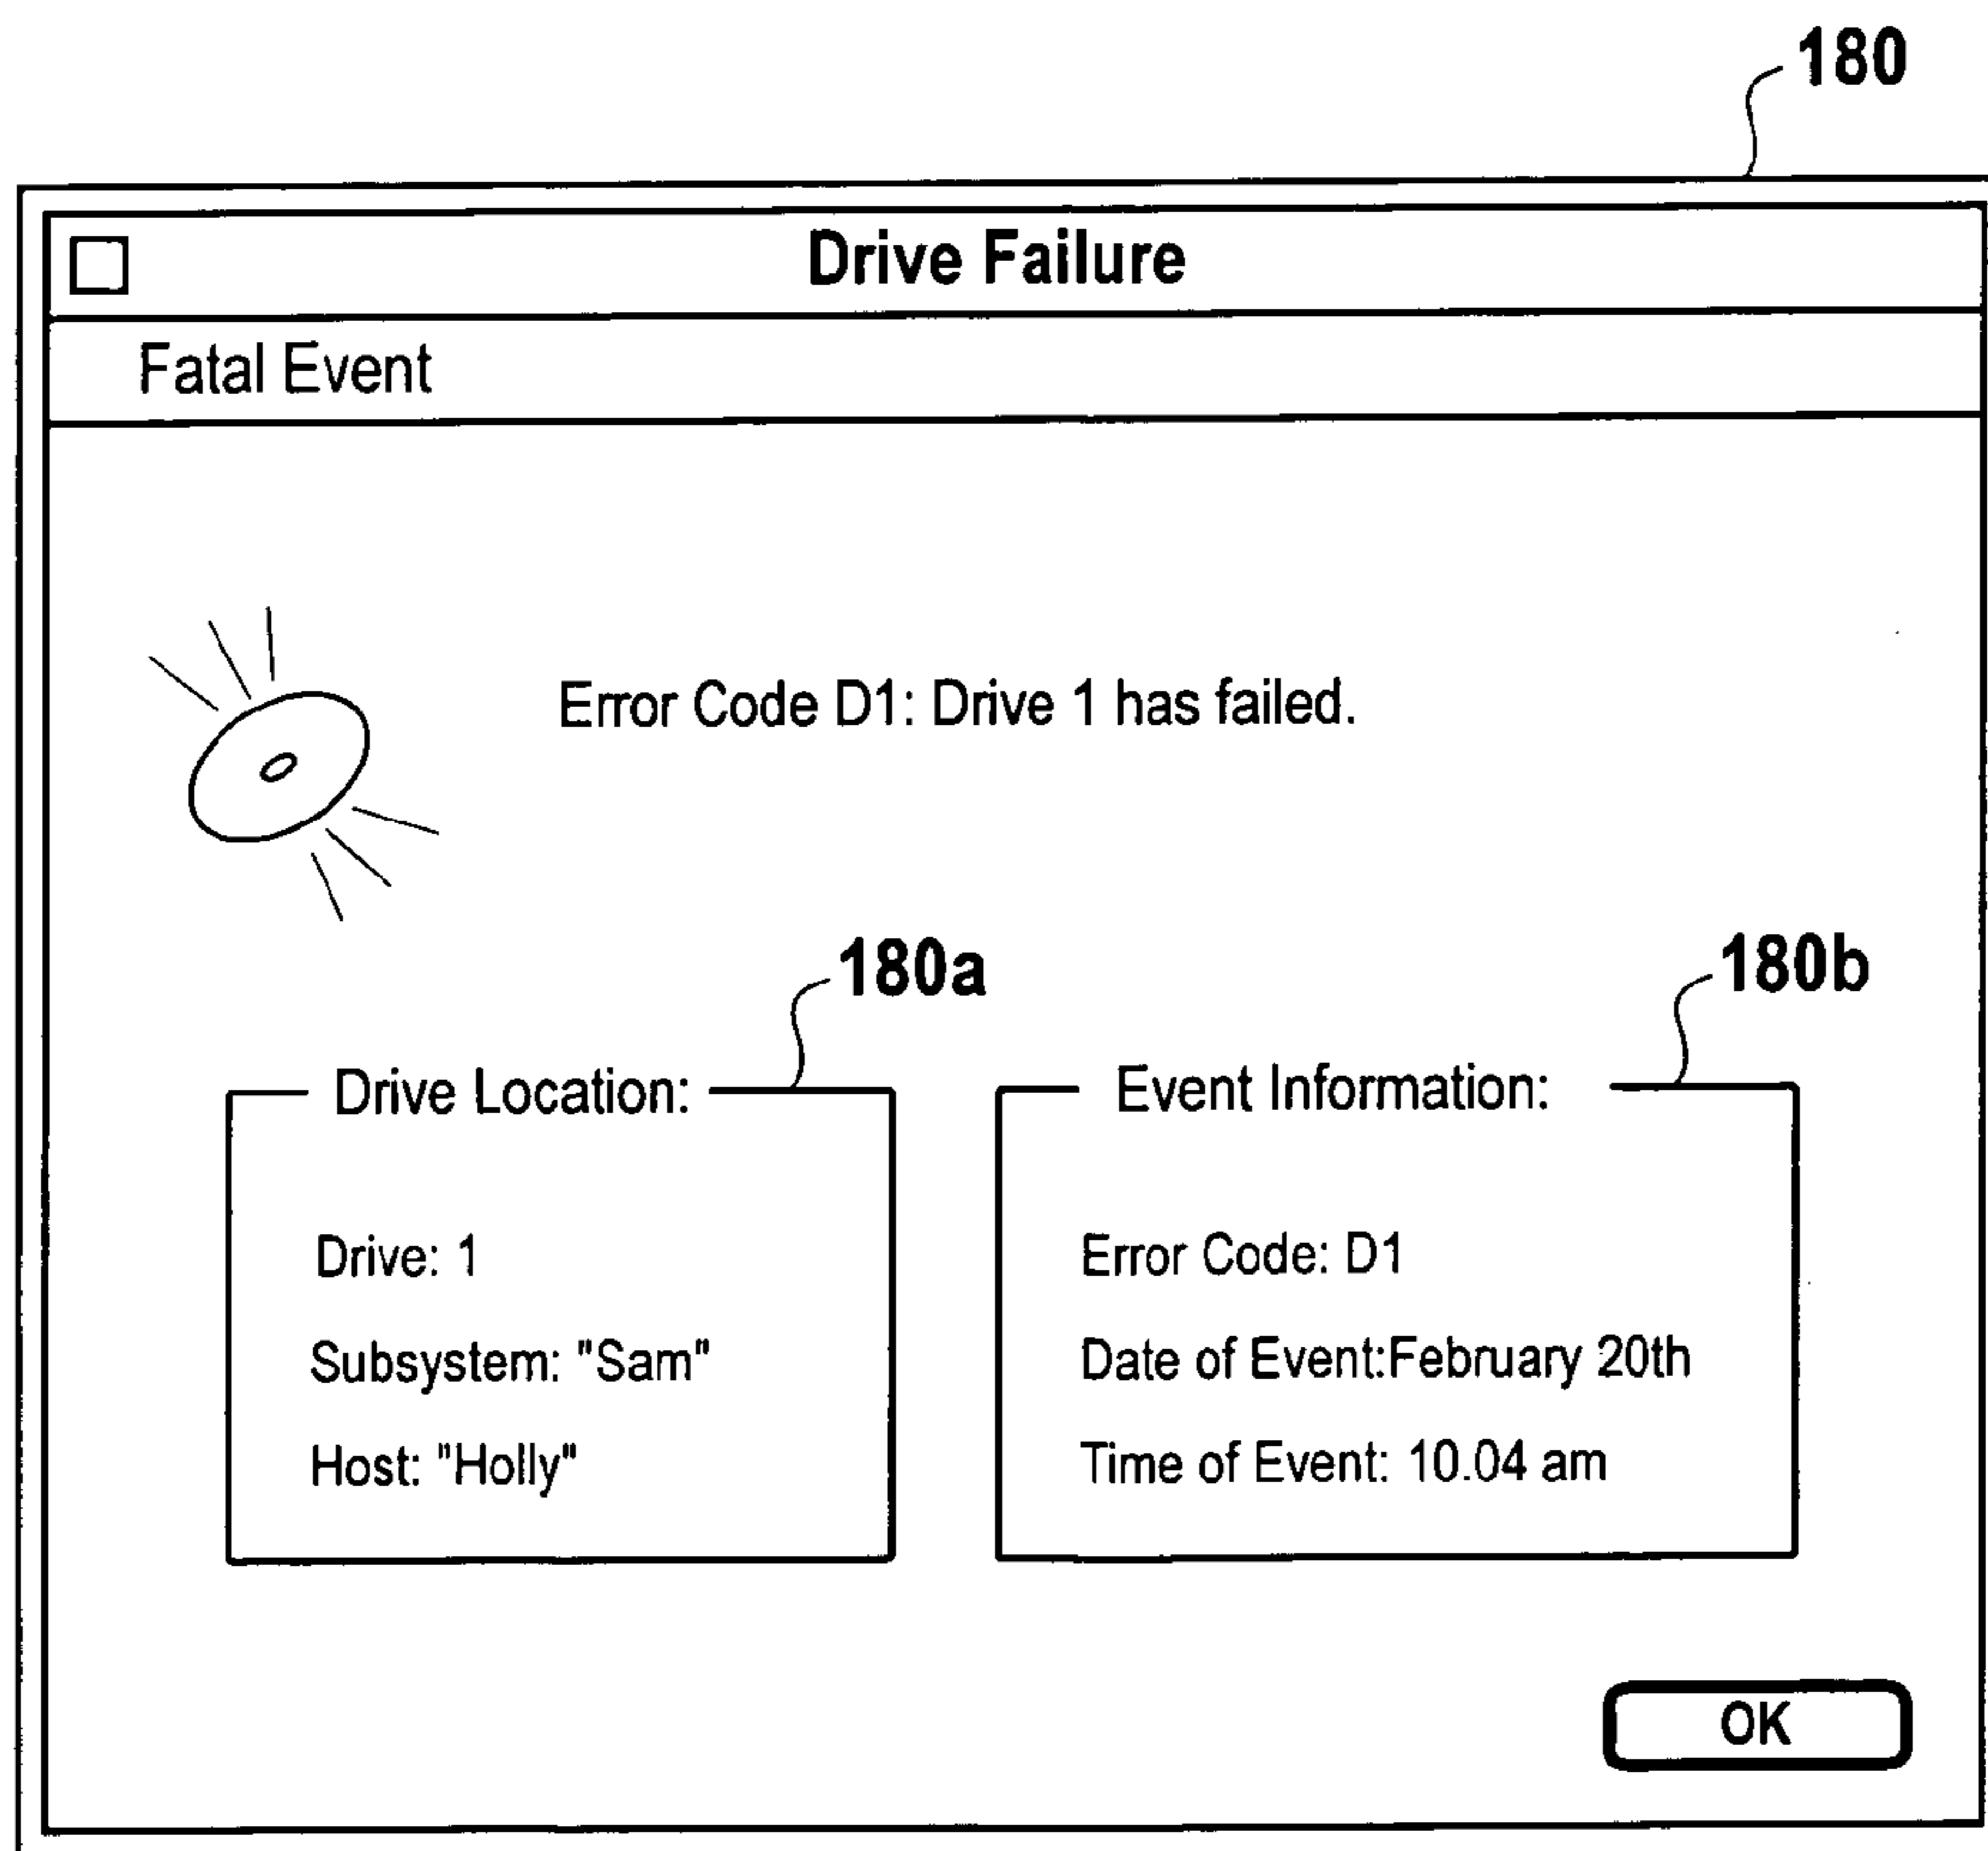 180
Drive Failure
Fatal Event
Error Code D1: Drive 1 has failed.
180a
180b
Drive Location:
Drive: 1
Subsystem: "Sam"
Host: "Holly"
Event Information:
Error Code: D1
Date of Event:February 20th
Time of Event: 10.04 am
OK